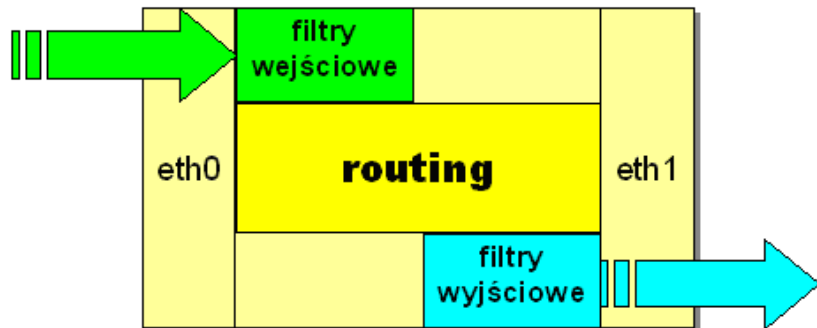 filtry
wejściowe
eth0
routing
eth1
filtry
wyjściowe